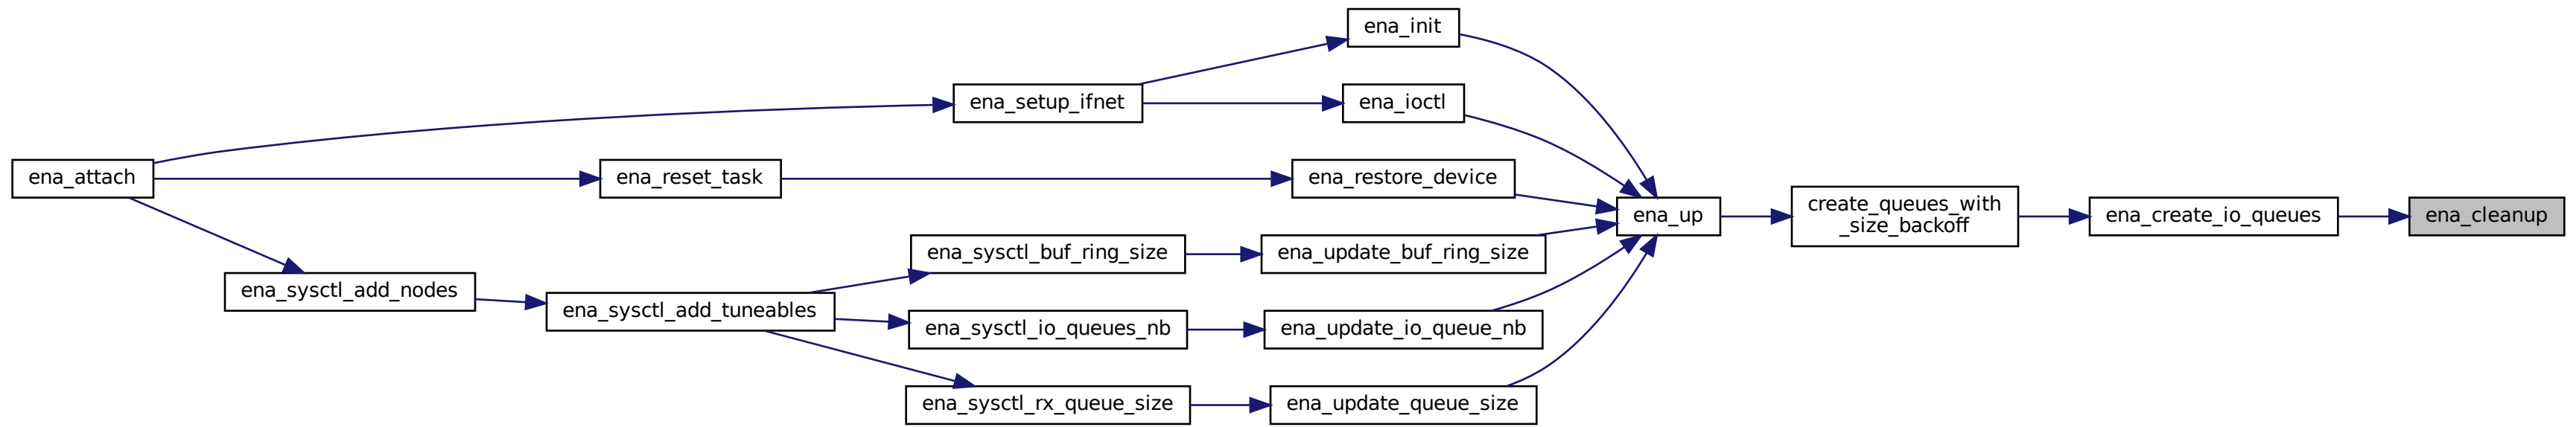 ena_init
ena_setup_ifnet
ena_ioctl
ena_attach
ena_reset_task
ena_restore_device
ena_up
create_queues_with
_size_backoff
ena_create_io_queues
ena_cleanup
ena_sysctl_buf_ring_size
ena_update_buf_ring_size
ena_sysctl_add_nodes
ena_sysctl_add_tuneables
ena_sysctl_io_queues_nb
ena_update_io_queue_nb
ena_sysctl_rx_queue_size
ena_update_queue_size